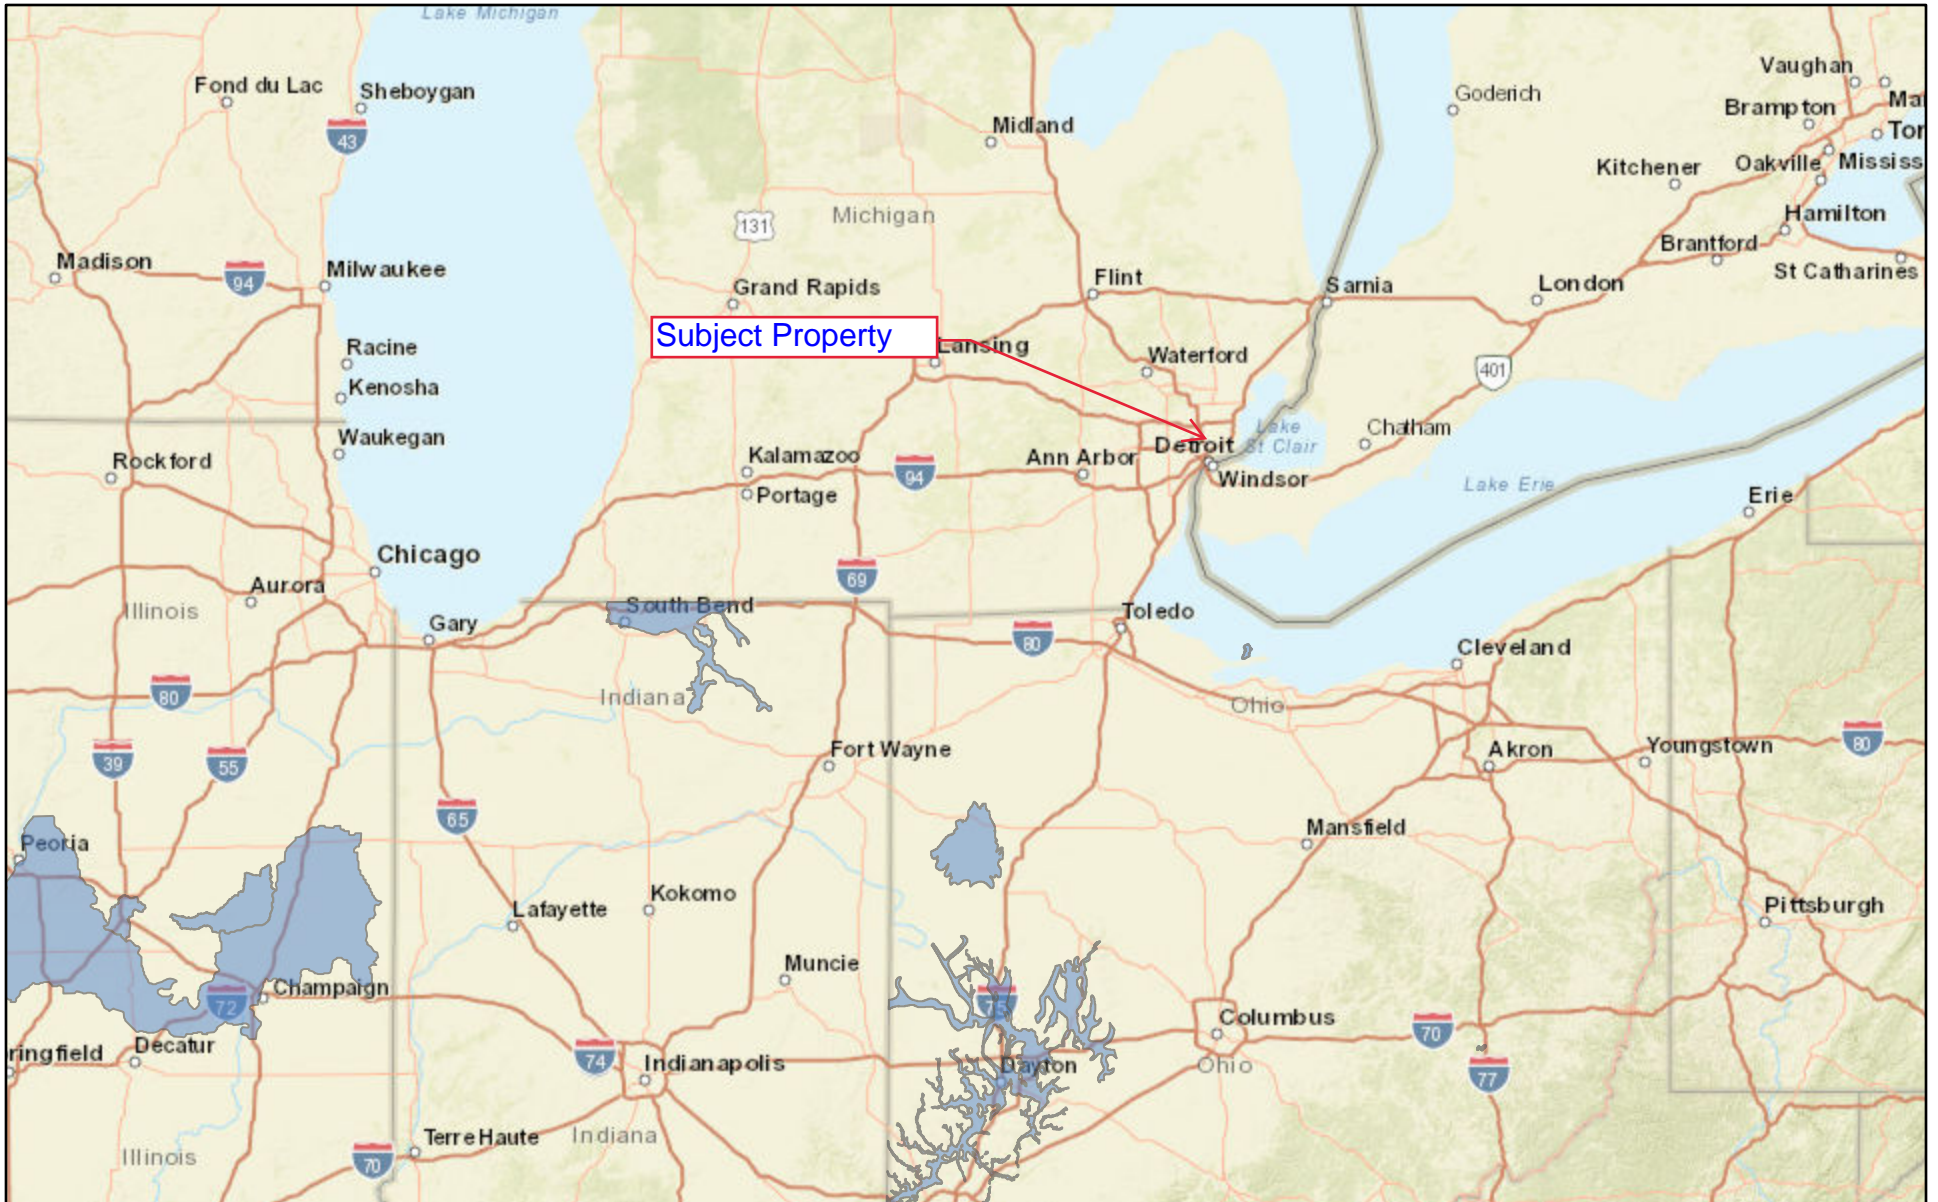 Lake Michigan
Fond du Lac
Sheboygan
43
Midland
Goderich
Vaughan
Brampton
Ma
Tor
Kitchener
Oakville
Mississ
131
Michigan
Hamilton
Brantford
Madison
94
Milwaukee
Grand Rapids
Flint
Sarnia
London
St Catharines
Subject Property
Lansing
Racine
Kenosha
Waterford
401
Waukegan
Rockford
Kalamazoo
Portage
94
Ann Arbor
Detroit
Lake
St Clair
Chatham
Windsor
Lake Erie
Erie
Chicago
Aurora
Illinois
69
Gary
South Bend
Toledo
80
Cleveland
80
Indiana
Ohio
39
55
Fort Wayne
Akron
Youngstown
80
65
Peoria
Mansfield
Lafayette
Kokomo
Pittsburgh
Muncie
Champaign
72
75
Columbus
70
ringfield
Decatur
74
Indianapolis
Dayton
Ohio
77
Terre Haute
Indiana
Illinois
70